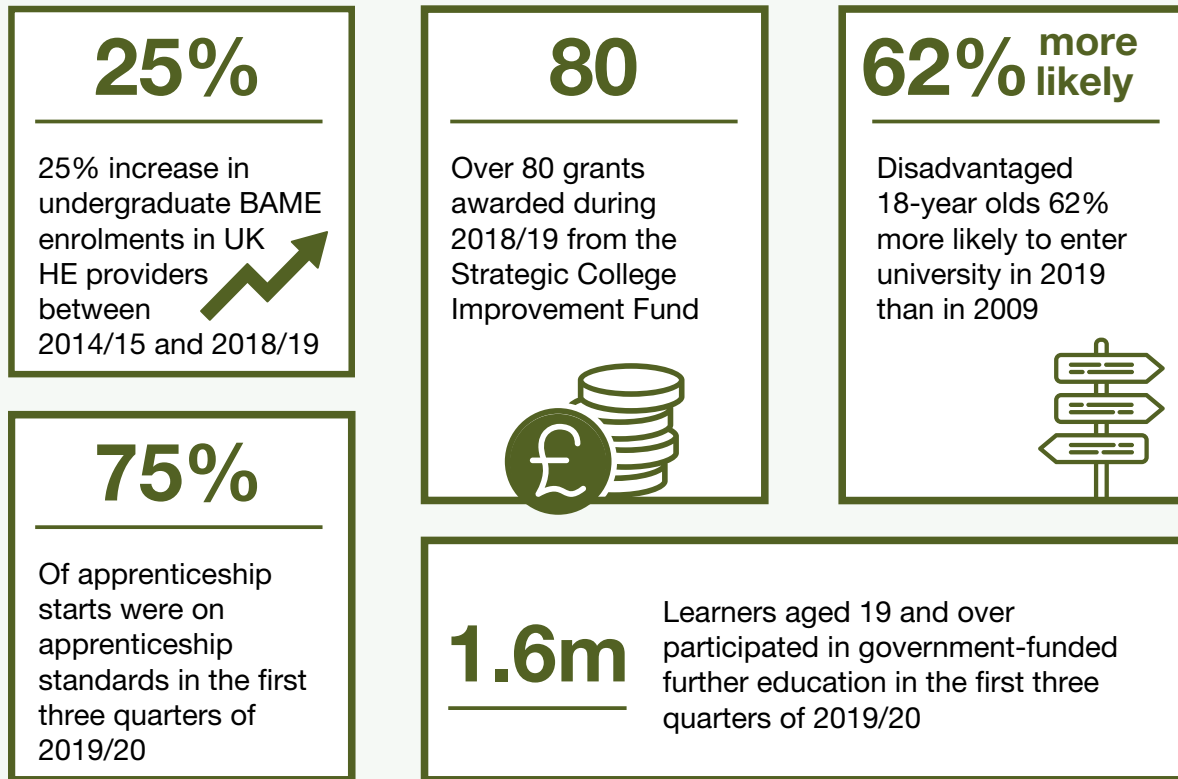 25%
25% increase in
undergraduate BAME
enrolments in UK
HE providers
between
2014/15 and 2018/19
80
Over 80 grants
awarded during
2018/19 from the
Strategic College
Improvement Fund
£
62% more
likely
Disadvantaged
18-year olds 62%
more likely to enter
university in 2019
than in 2009
75%
Of apprenticeship
starts were on
apprenticeship
standards in the first
three quarters of
2019/20
1.6m
Learners aged 19 and over
participated in government-funded
further education in the first three
quarters of 2019/20